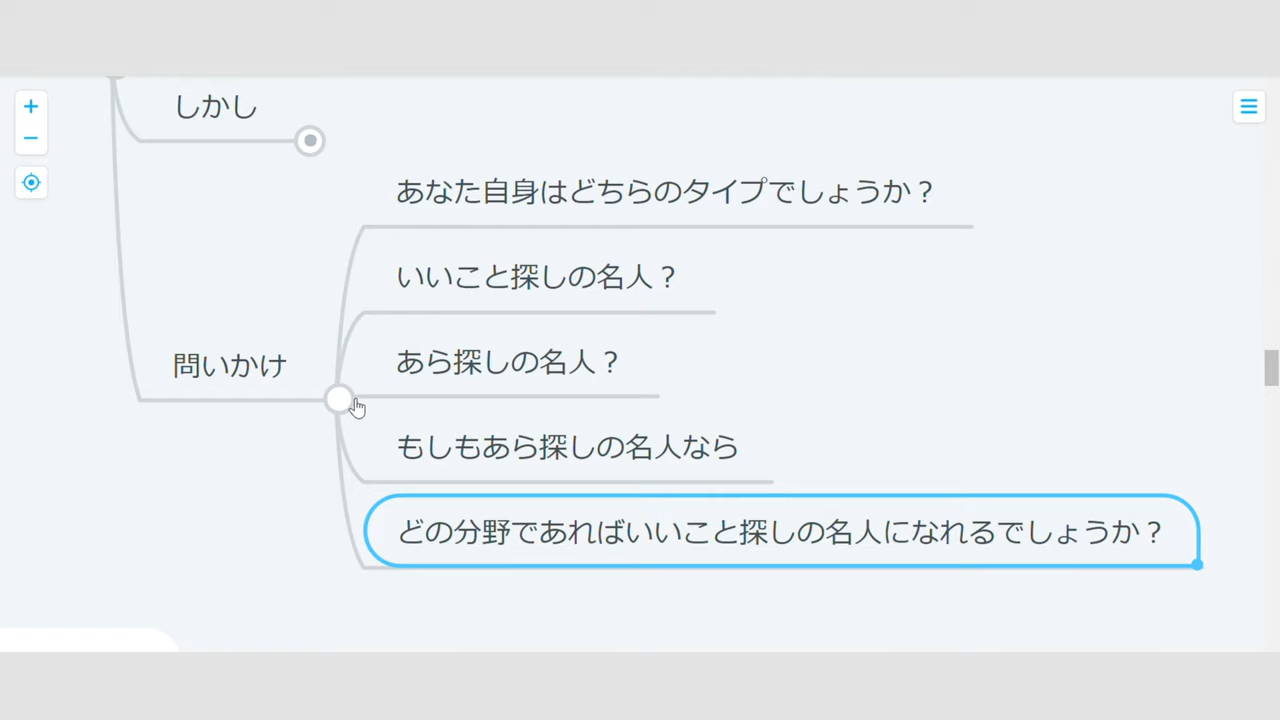 しかし
あなた自身はどちらのタイプでしょうか？
いいこと探しの名人？
問いかけ
あら探しの名人？
もしもあら探しの名人なら
どの分野であればいいこと探しの名人になれるでしょうか？